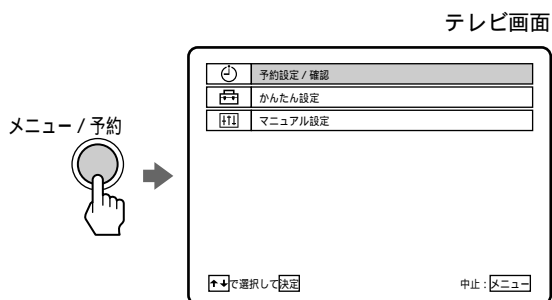 テレビ画面
メニュー / 予約
予約設定 / 確認
かんたん設定
マニュアル設定
で選択して決定
中止 : メニュー